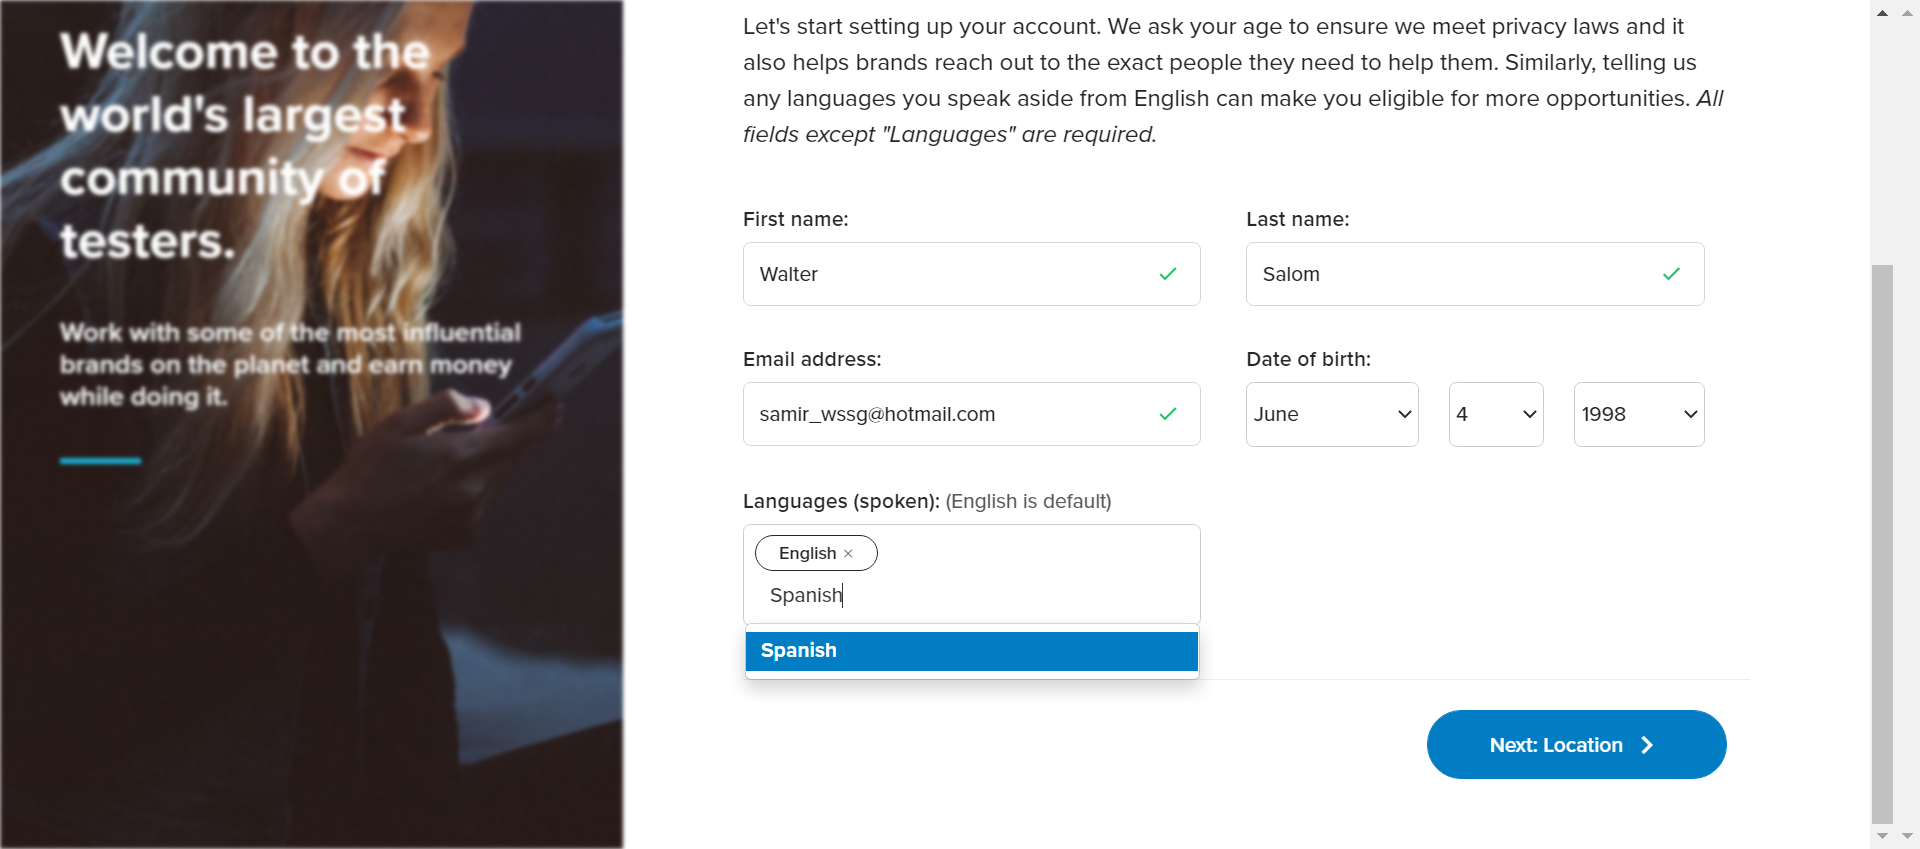 Welcome to the
world's largest
community of
testers.
Work with some of the most influential
brands on the planet and earn money
while doing it.
Let's start setting up your account. We ask your age to ensure we meet privacy laws and it
also helps brands reach out to the exact people they need to help them. Similarly, telling us
any languages you speak aside from English can make you eligible for more opportunities. All
fields except "Languages" are required.
First name:
Last name:
Walter
Salom
Email address:
Date of birth:
samir_wssg@hotmail.com
June
4
1998
Languages (spoken): (English is default)
English ×
Spanish
Spanish
Next: Location